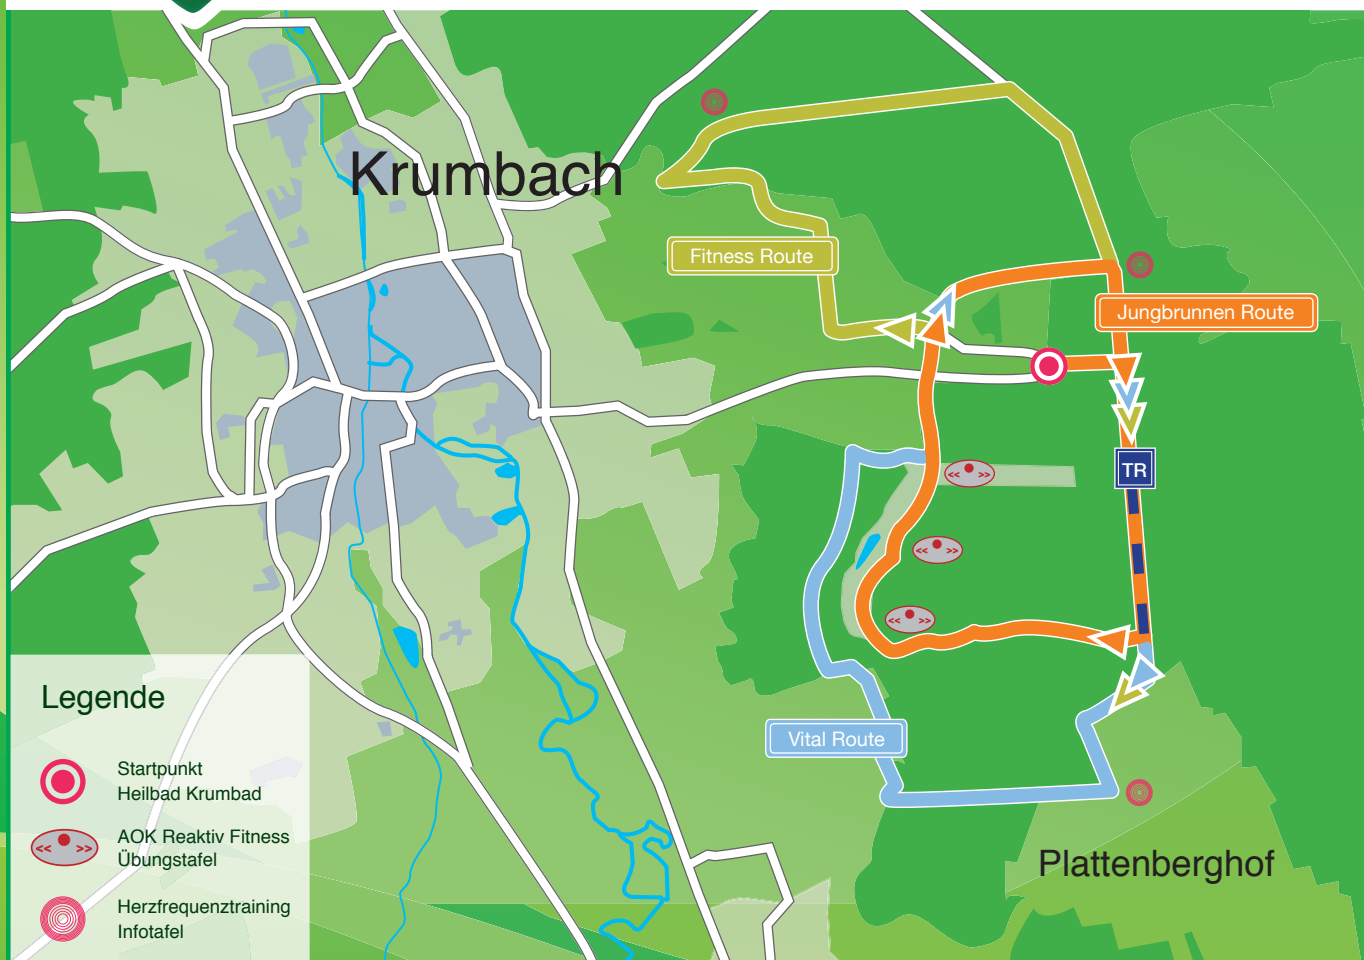 Krumbach
Fitness Route
Jungbrunnen Route
TR
<< >>
<< >>
<< >>
Vital Route
Plattenberghof
Legende
Startpunkt
Heilbad Krumbad
<< >>
AOK Reaktiv Fitness
Übungstafel
Herzfrequenztraining
Infotafel